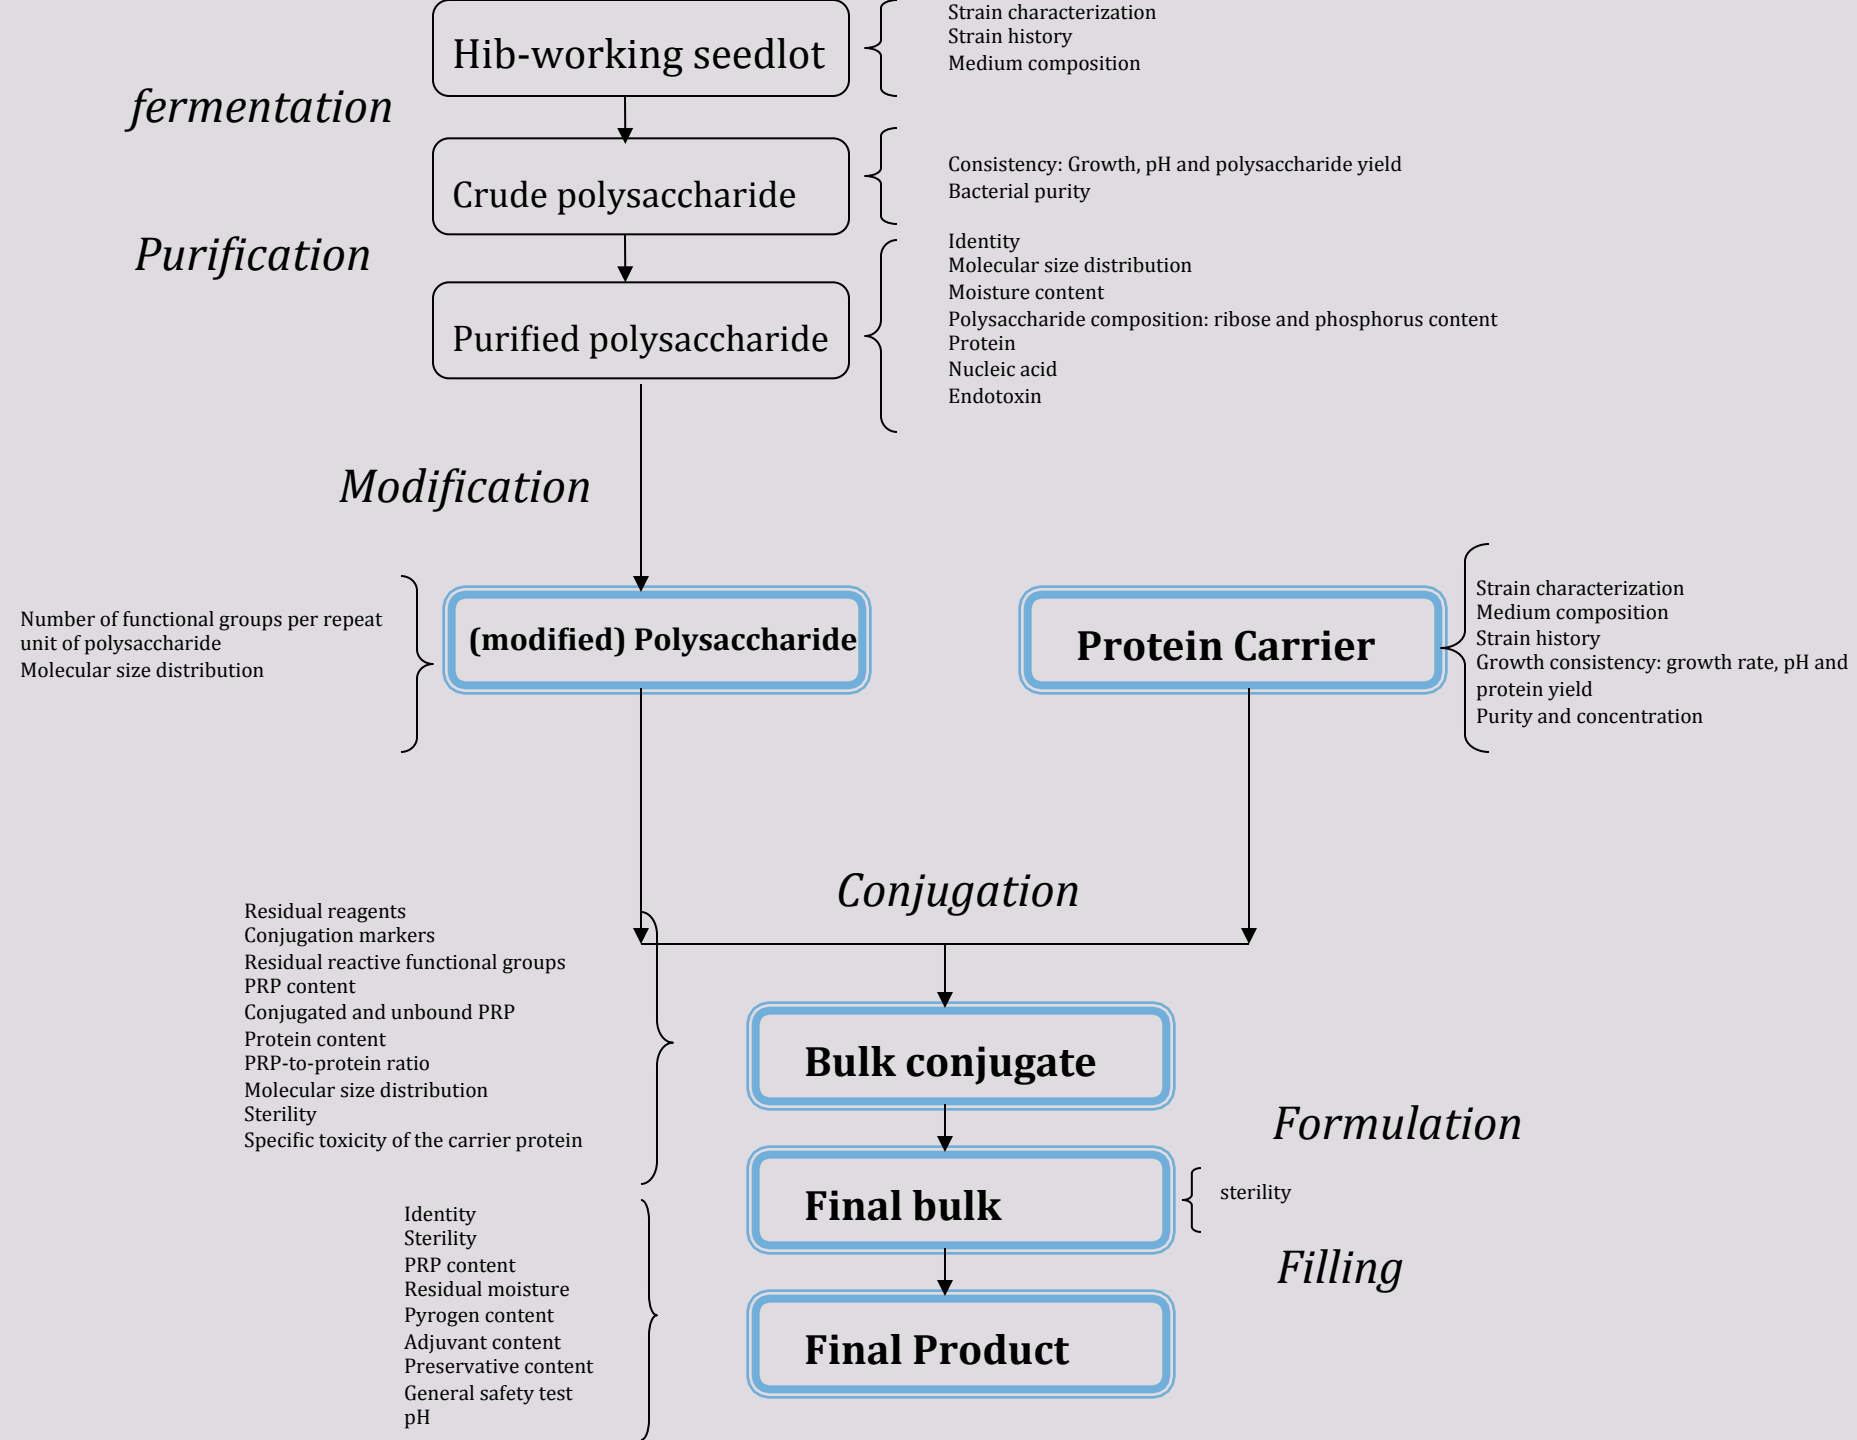 Strain characterization
Strain history
Medium composition
Hib-working seedlot
fermentation
Consistency: Growth, pH and polysaccharide yield
Bacterial purity
Crude polysaccharide
Purification
Identity
Molecular size distribution
Moisture content
Polysaccharide composition: ribose and phosphorus content
Protein
Nucleic acid
Endotoxin
Purified polysaccharide
Modification
Number of functional groups per repeat
unit of polysaccharide
Molecular size distribution
(modified) Polysaccharide
Protein Carrier
Strain characterization
Medium composition
Strain history
Growth consistency: growth rate, pH and
protein yield
Purity and concentration
Conjugation
Residual reagents
Conjugation markers
Residual reactive functional groups
PRP content
Conjugated and unbound PRP
Protein content
PRP-to-protein ratio
Molecular size distribution
Sterility
Specific toxicity of the carrier protein
Bulk conjugate
Formulation
Final bulk
sterility
Filling
Identity
Sterility
PRP content
Residual moisture
Pyrogen content
Adjuvant content
Preservative content
General safety test
pH
Final Product